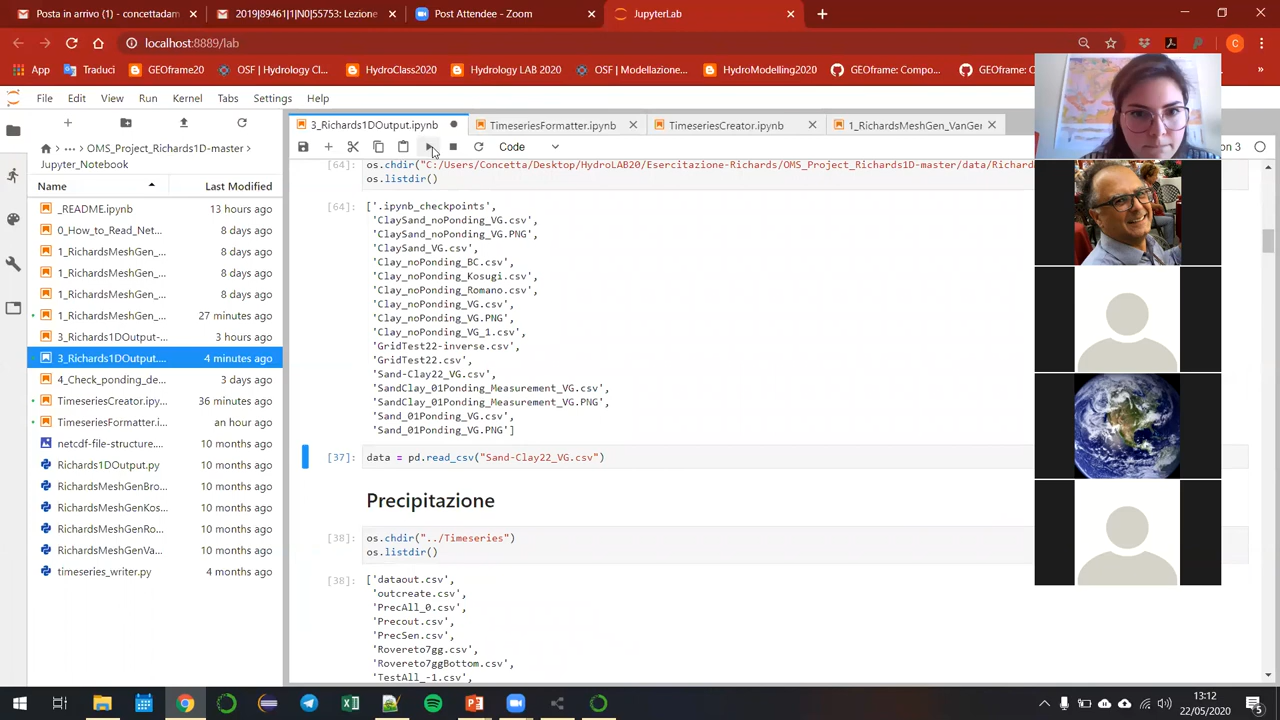 Posta in arrivo (1) - concettadam
2019|89461|1|N0|55753: Lezione
Post Attendee - Zoom
JupyterLab
localhost:8889/lab
App
Traduci
GEOframe20
OSF | Hydrology Cl...
HydroClass2020
Hydrology LAB 2020
OSF | Modellazione...
HydroModelling2020
GEOframe: Compo...
GEOframe:
C
File
Edit
View
Run
Kernel
Tabs
Settings
Help
3_Richards1DOutput.ipynb
TimeseriesFormatter.ipynb
TimeseriesCreator.ipynb
1_RichardsMeshGen_VanGer
Code
on 3
... OMS_Project_Richards1D-master /
Jupyter_Notebook
Name
Last Modified
_README.ipynb 13 hours ago
0_How_to_Read_Net... 8 days ago
1_RichardsMeshGen_... 8 days ago
1_RichardsMeshGen_... 8 days ago
1_RichardsMeshGen_... 8 days ago
1_RichardsMeshGen_... 27 minutes ago
3_Richards1DOutput-... 3 hours ago
3_Richards1DOutput.... 4 minutes ago
4_Check_ponding_de... 3 days ago
TimeseriesCreator.ipy... 36 minutes ago
TimeseriesFormatter.i... an hour ago
netcdf-file-structure.... 10 months ago
Richards1DOutput.py 10 months ago
RichardsMeshGenBro... 10 months ago
RichardsMeshGenKos... 10 months ago
RichardsMeshGenRo... 10 months ago
RichardsMeshGenVa... 10 months ago
timeseries_writer.py 4 months ago
[64]: os.chdir("C:/Users/Concetta/Desktop/HydroLAB20/Esercitazione-Richards/OMS_Project_Richards1D-master/data/Richard
os.listdir()
[64]: ['.ipynb_checkpoints',
'ClaySand_noPonding_VG.csv',
'ClaySand_noPonding_VG.PNG',
'ClaySand_VG.csv',
'Clay_noPonding_BC.csv',
'Clay_noPonding_Kosugi.csv',
'Clay_noPonding_Romano.csv',
'Clay_noPonding_VG.csv',
'Clay_noPonding_VG.PNG',
'Clay_noPonding_VG_1.csv',
'GridTest22-inverse.csv',
'GridTest22.csv',
'Sand-Clay22_VG.csv',
'SandClay_01Ponding_Measurement_VG.csv',
'SandClay_01Ponding_Measurement_VG.PNG',
'Sand_01Ponding_VG.csv',
'Sand_01Ponding_VG.PNG']
[37]: data = pd.read_csv("Sand-Clay22_VG.csv")
Precipitazione
[38]: os.chdir("../Timeseries")
os.listdir()
[38]: ['dataout.csv',
'outcreate.csv',
'PrecAll_0.csv',
'Precout.csv',
'PrecSen.csv',
'Rovereto7gg.csv',
'Rovereto7ggBottom.csv',
'TestAll_-1.csv',
13:12
22/05/2020
5